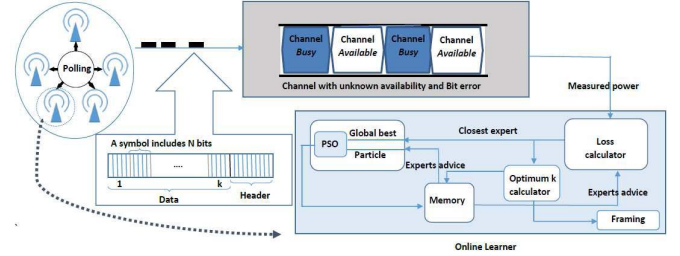 Polling
Channel
Busy
Channel
Available
Channel
Busy
Channel
Available
Channel with unknown availability and Bit error
Measured power
A symbol includes N bits
....
1
k
Data
Header
PSO
Global best
Particle
Closest expert
Loss
calculator
Experts advice
Optimum k
calculator
Experts advice
Memory
Framing
Online Learner